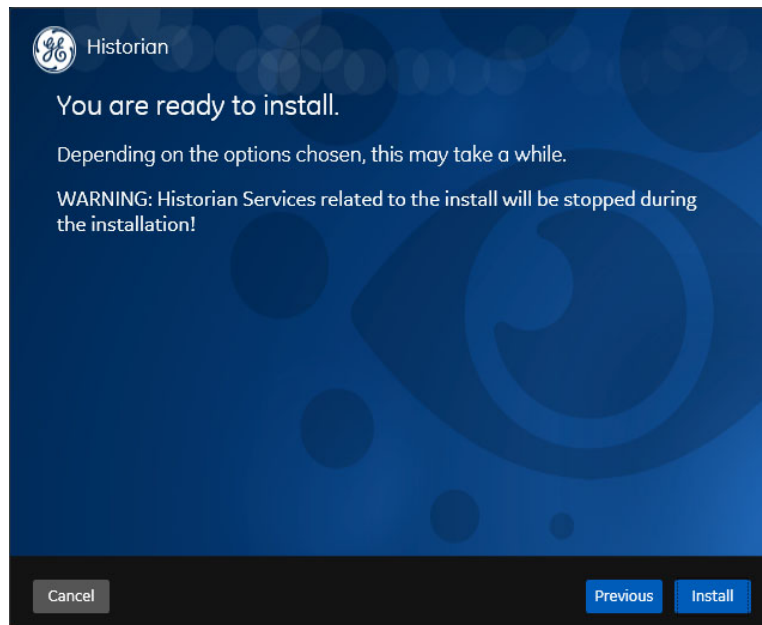 Historian
You are ready to install.
Depending on the options chosen, this may take a while.
WARNING: Historian Services related to the install will be stopped during
the installation!
Cancel
Previous
Install